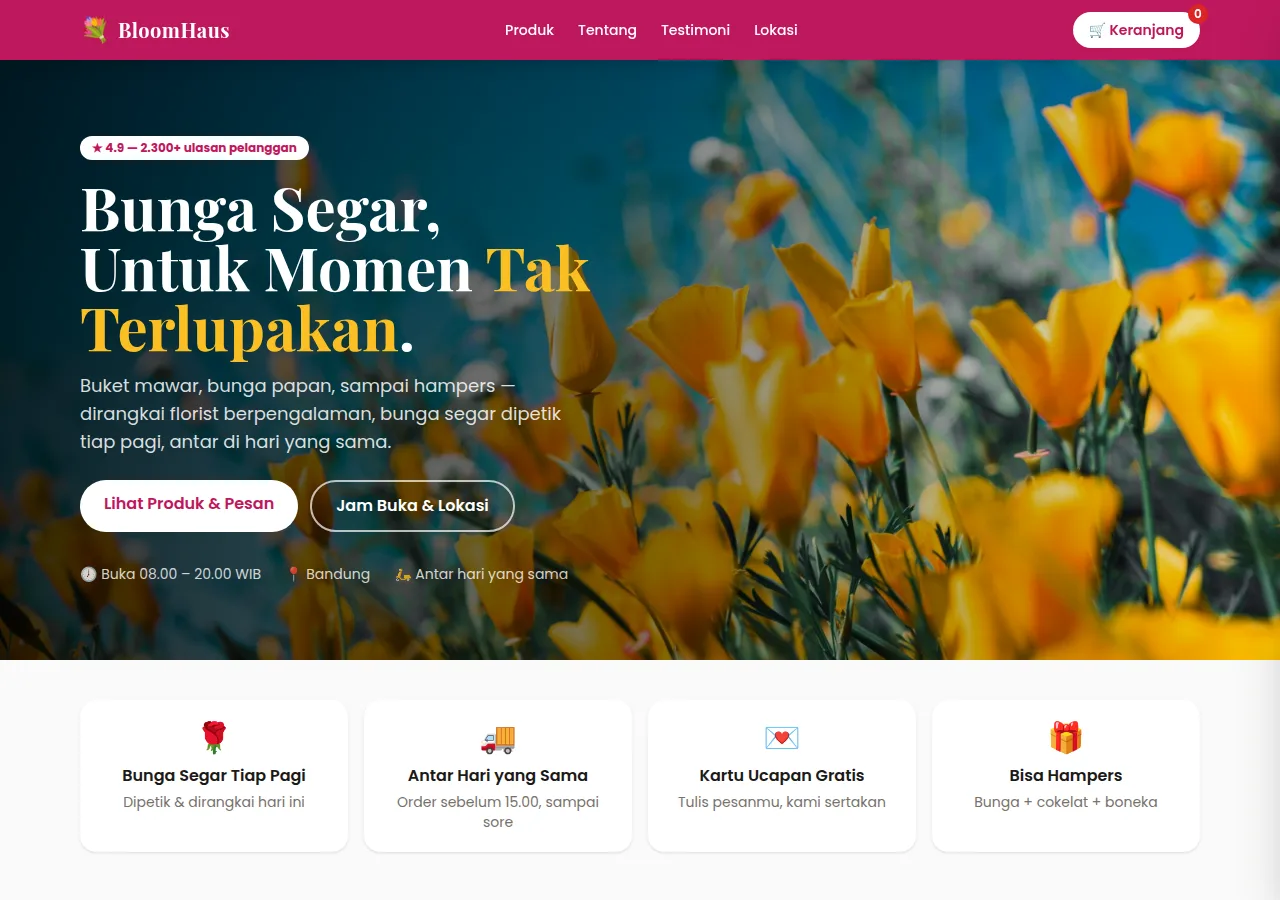 BloomHaus
Produk
Tentang
Testimoni
Lokasi
Keranjang
0
★ 4.9 — 2.300+ ulasan pelanggan
Bunga Segar,
Untuk Momen Tak
Terlupakan.
Buket mawar, bunga papan, sampai hampers —
dirangkai florist berpengalaman, bunga segar dipetik
tiap pagi, antar di hari yang sama.
Lihat Produk & Pesan
Jam Buka & Lokasi
Buka 08.00 – 20.00 WIB
Bandung
Antar hari yang sama
Bunga Segar Tiap Pagi
Dipetik & dirangkai hari ini
Antar Hari yang Sama
Order sebelum 15.00, sampai
sore
Kartu Ucapan Gratis
Tulis pesanmu, kami sertakan
Bisa Hampers
Bunga + cokelat + boneka